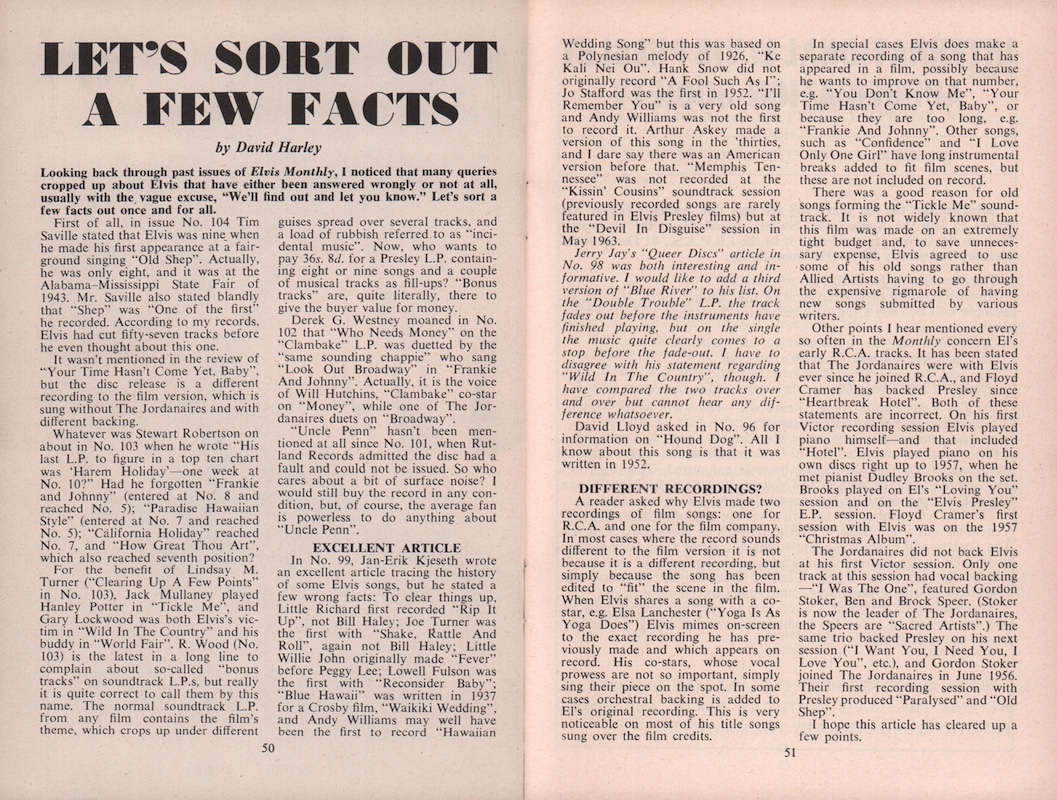 LET'S SORT OUT
A FEW FACTS
by David Harley
Looking back through past issues of Elvis Monthly, I noticed that many queries
cropped up about Elvis that have either been answered wrongly or not at all,
usually with the vague excuse, "We'll find out and let you know." Let's sort a
few facts out once and for all.
First of all, in issue No. 104 Tim
Saville stated that Elvis was nine when
he made his first appearance at a fair-
ground singing "Old Shep". Actually,
he was only eight, and it was at the
Alabama–Mississippi State Fair of
1943. Mr. Saville also stated blandly
that "Shep" was "One of the first"
he recorded. According to my records,
Elvis had cut fifty-seven tracks before
he even thought about this one.
It wasn't mentioned in the review of
"Your Time Hasn't Come Yet, Baby",
but the disc release is a different
recording to the film version, which is
sung without The Jordanaires and with
different backing.
Whatever was Stewart Robertson on
about in No. 103 when he wrote "His
last L.P. to figure in a top ten chart
was 'Harem Holiday'—one week at
No. 10?" Had he forgotten "Frankie
and Johnny" (entered at No. 8 and
reached No. 5); "Paradise Hawaiian
Style" (entered at No. 7 and reached
No. 5); "California Holiday" reached
No. 7, and "How Great Thou Art",
which also reached seventh position?
For the benefit of Lindsay M.
Turner ("Clearing Up A Few Points"
in No. 103), Jack Mullaney played
Hanley Potter in "Tickle Me", and
Gary Lockwood was both Elvis's vic-
tim in "Wild In The Country" and his
buddy in "World Fair". R. Wood (No.
103) is the latest in a long line to
complain about so-called "bonus
tracks" on soundtrack L.P.s, but really
it is quite correct to call them by this
name. The normal soundtrack L.P.
from any film contains the film's
theme, which crops up under different
guises spread over several tracks, and
a load of rubbish referred to as "inci-
dental music". Now, who wants to
pay 36s. 8d. for a Presley L.P. contain-
ing eight or nine songs and a couple
of musical tracks as fill-ups? "Bonus
tracks" are, quite literally, there to
give the buyer value for money.
Derek G. Westney moaned in No.
102 that "Who Needs Money" on the
"Clambake" L.P. was duetted by the
"same sounding chappie" who sang
"Look Out Broadway" in "Frankie
And Johnny". Actually, it is the voice
of Will Hutchins, "Clambake" co-star
on "Money", while one of The Jor-
danaires duets on "Broadway".
"Uncle Penn" hasn't been men-
tioned at all since No. 101, when Rut-
land Records admitted the disc had a
fault and could not be issued. So who
cares about a bit of surface noise? I
would still buy the record in any con-
dition, but, of course, the average fan
is powerless to do anything about
"Uncle Penn".
EXCELLENT ARTICLE
In No. 99, Jan-Erik Kjeseth wrote
an excellent article tracing the history
of some Elvis songs, but he stated a
few wrong facts: To clear things up,
Little Richard first recorded "Rip It
Up", not Bill Haley; Joe Turner was
the first with "Shake, Rattle And
Roll", again not Bill Haley; Little
Willie John originally made "Fever"
before Peggy Lee; Lowell Fulson was
the first with "Reconsider Baby";
"Blue Hawaii" was written in 1937
for a Crosby film, "Waikiki Wedding",
and Andy Williams may well have
been the first to record "Hawaiian
50
Wedding Song" but this was based on
a Polynesian melody of 1926, "Ke
Kali Nei Ou". Hank Snow did not
originally record "A Fool Such As I";
Jo Stafford was the first in 1952. "I'll
Remember You" is a very old song
and Andy Williams was not the first
to record it. Arthur Askey made a
version of this song in the 'thirties,
and I dare say there was an American
version before that. "Memphis Ten-
nessee" was not recorded at the
"Kissin' Cousins" soundtrack session
(previously recorded songs are rarely
featured in Elvis Presley films) but at
the "Devil In Disguise" session in
May 1963.
Jerry Jay's "Queer Discs" article in
No. 98 was both interesting and in-
formative. I would like to add a third
version of "Blue River" to his list. On
the "Double Trouble" L.P. the track
fades out before the instruments have
finished playing, but on the single
the music quite clearly comes to a
stop before the fade-out. I have to
disagree with his statement regarding
"Wild In The Country", though. I
have compared the two tracks over
and over but cannot hear any dif-
ference whatsoever.
David Lloyd asked in No. 96 for
information on "Hound Dog". All I
know about this song is that it was
written in 1952.
DIFFERENT RECORDINGS?
A reader asked why Elvis made two
recordings of film songs: one for
R.C.A. and one for the film company.
In most cases where the record sounds
different to the film version it is not
because it is a different recording, but
simply because the song has been
edited to "fit" the scene in the film.
When Elvis shares a song with a co-
star, e.g. Elsa Lanchester ("Yoga Is As
Yoga Does") Elvis mimes on-screen
to the exact recording he has pre-
viously made and which appears on
record. His co-stars, whose vocal
prowess are not so important, simply
sing their piece on the spot. In some
cases orchestral backing is added to
El's original recording. This is very
noticeable on most of his title songs
sung over the film credits.
In special cases Elvis does make a
separate recording of a song that has
appeared in a film, possibly because
he wants to improve on that number,
e.g. "You Don't Know Me", "Your
Time Hasn't Come Yet, Baby", or
because they are too long, e.g.
"Frankie And Johnny". Other songs,
such as "Confidence" and "I Love
Only One Girl" have long instrumental
breaks added to fit film scenes, but
these are not included on record.
There was a good reason for old
songs forming the "Tickle Me" sound-
track. It is not widely known that
this film was made on an extremely
tight budget and, to save unneces-
sary expense, Elvis agreed to use
some of his old songs rather than
Allied Artists having to go through
the expensive rigmarole of having
new songs submitted by various
writers.
Other points I hear mentioned every
so often in the Monthly concern El's
early R.C.A. tracks. It has been stated
that The Jordanaires were with Elvis
ever since he joined R.C.A., and Floyd
Cramer has backed Presley since
"Heartbreak Hotel". Both of these
statements are incorrect. On his first
Victor recording session Elvis played
piano himself—and that included
"Hotel". Elvis played piano on his
own discs right up to 1957, when he
met pianist Dudley Brooks on the set.
Brooks played on El's "Loving You"
session and on the "Elvis Presley"
E.P. session. Floyd Cramer's first
session with Elvis was on the 1957
"Christmas Album".
The Jordanaires did not back Elvis
at his first Victor session. Only one
track at this session had vocal backing
—"I Was The One", featured Gordon
Stoker, Ben and Brock Speer. (Stoker
is now the leader of The Jordanaires,
the Speers are "Sacred Artists".) The
same trio backed Presley on his next
session ("I Want You, I Need You, I
Love You", etc.), and Gordon Stoker
joined The Jordanaires in June 1956.
Their first recording session with
Presley produced "Paralysed" and "Old
Shep".
I hope this article has cleared up a
few points.
51